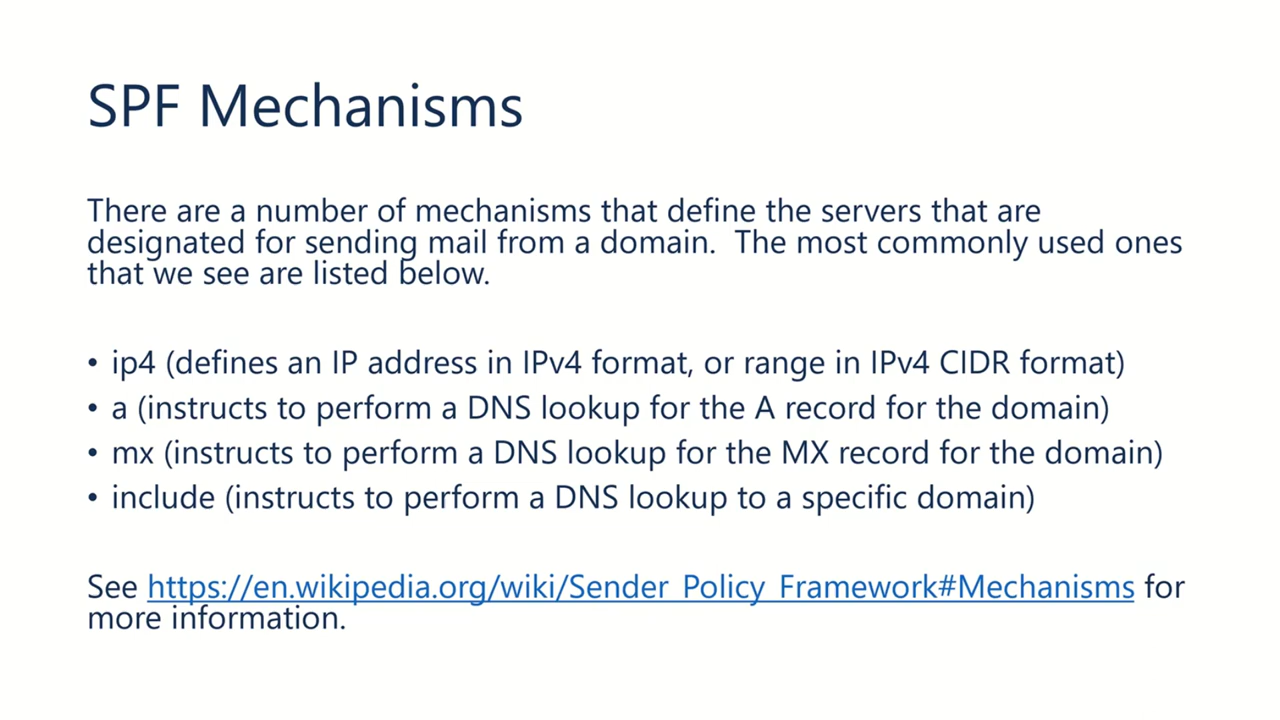 SPF Mechanisms
There are a number of mechanisms that define the servers that are
designated for sending mail from a domain.  The most commonly used ones
that we see are listed below.
• ip4 (defines an IP address in IPv4 format, or range in IPv4 CIDR format)
• a (instructs to perform a DNS lookup for the A record for the domain)
• mx (instructs to perform a DNS lookup for the MX record for the domain)
• include (instructs to perform a DNS lookup to a specific domain)
See https://en.wikipedia.org/wiki/Sender_Policy_Framework#Mechanisms for
more information.